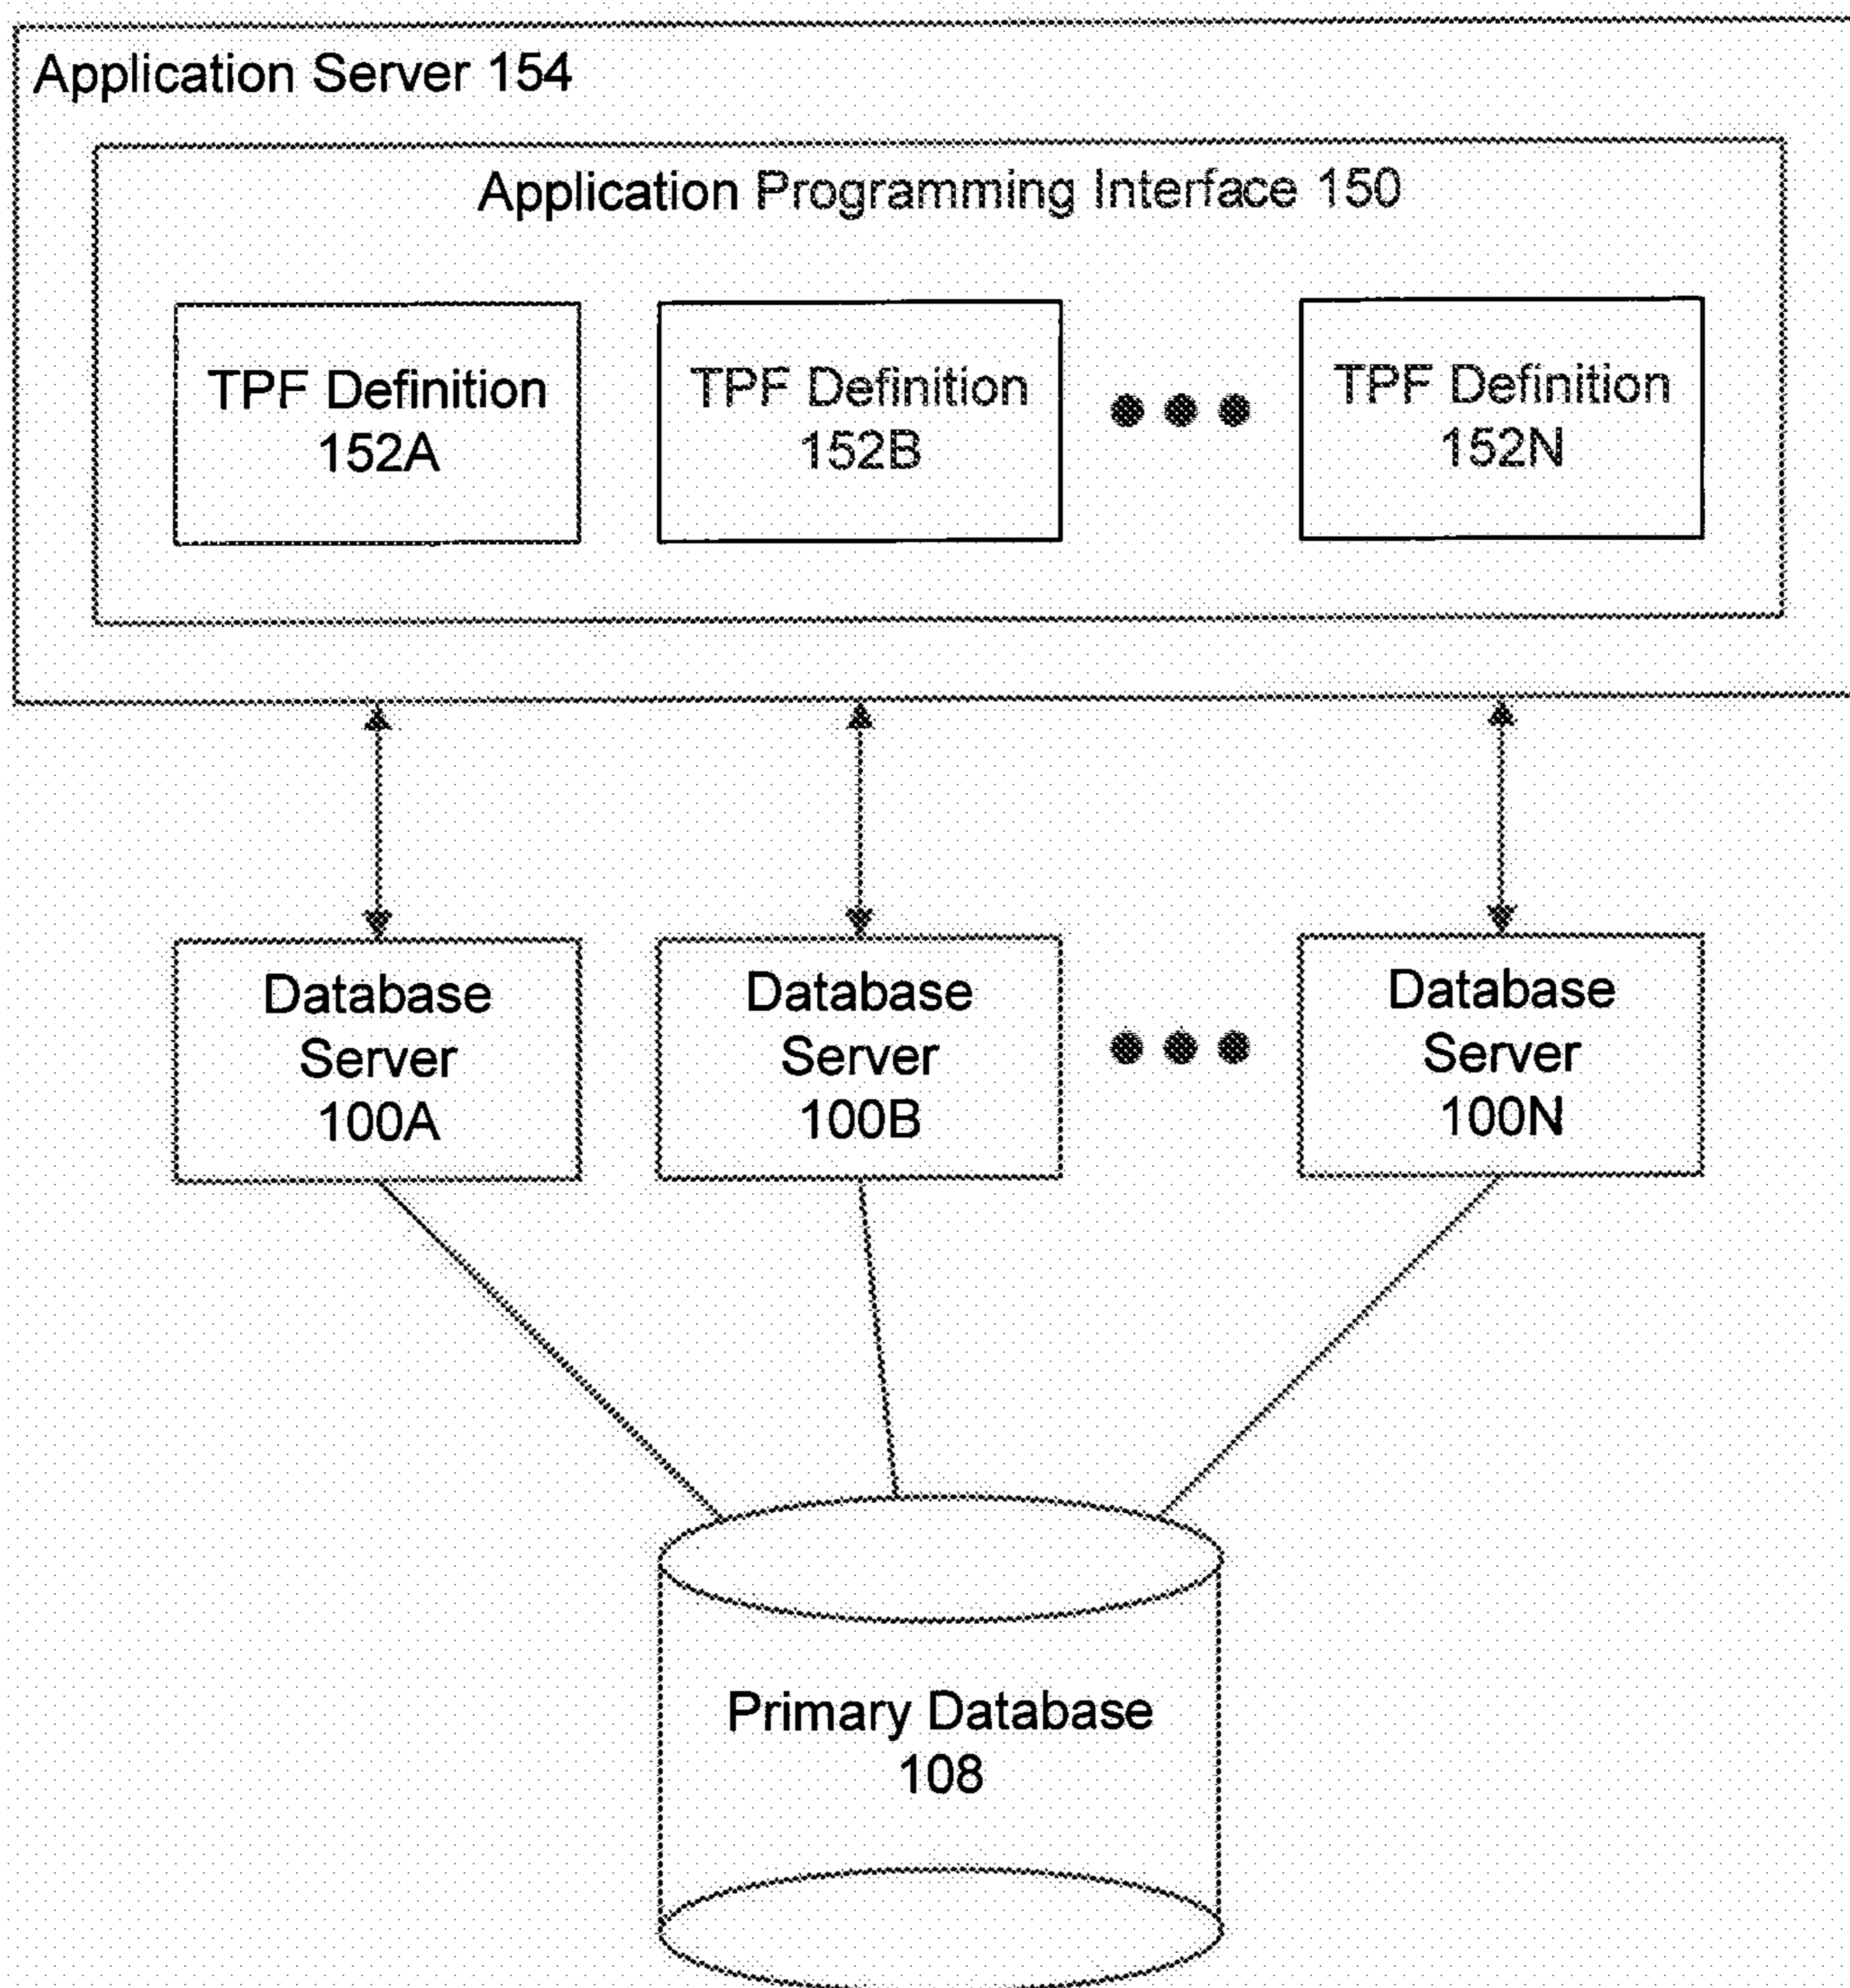 Application Server 154
Application Programming Interface 150
TPF Definition
152A
TPF Definition
152B
TPF Definition
152N
Database
Server
100A
Database
Server
100B
Database
Server
100N
Primary Database
108